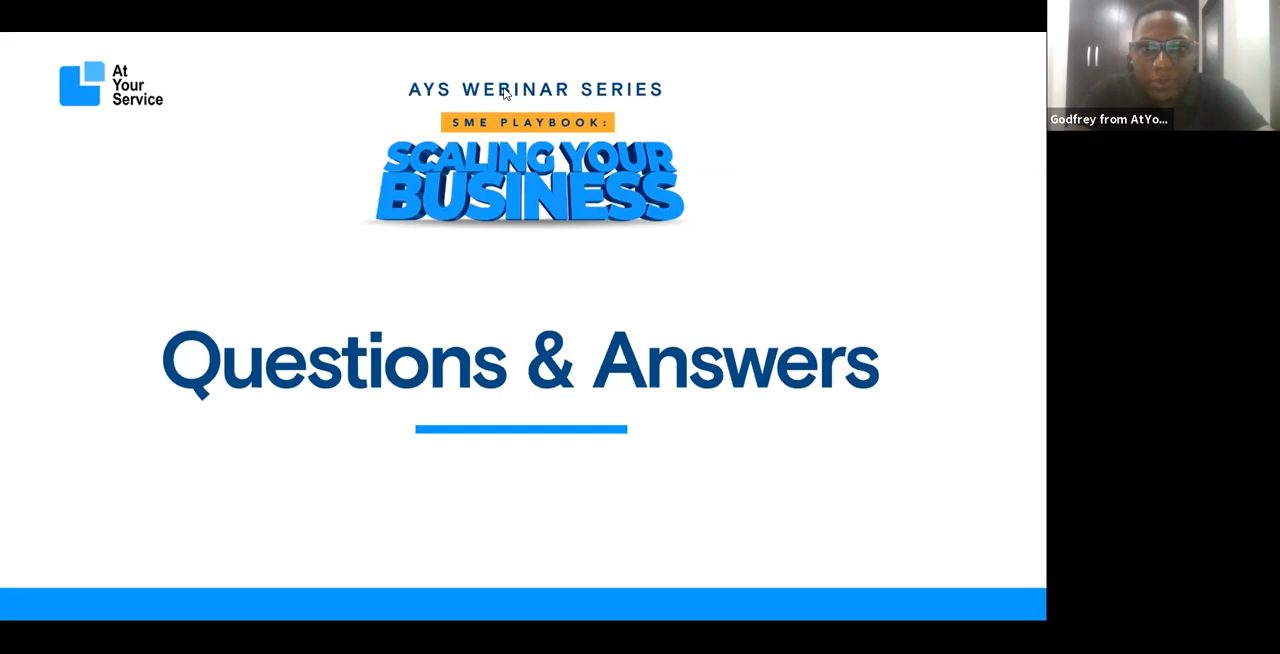 At
Your
Service
AYS WEBINAR SERIES
SME PLAYBOOK:
SCALING YOUR
BUSINESS
Questions & Answers
Godfrey from AtYo...